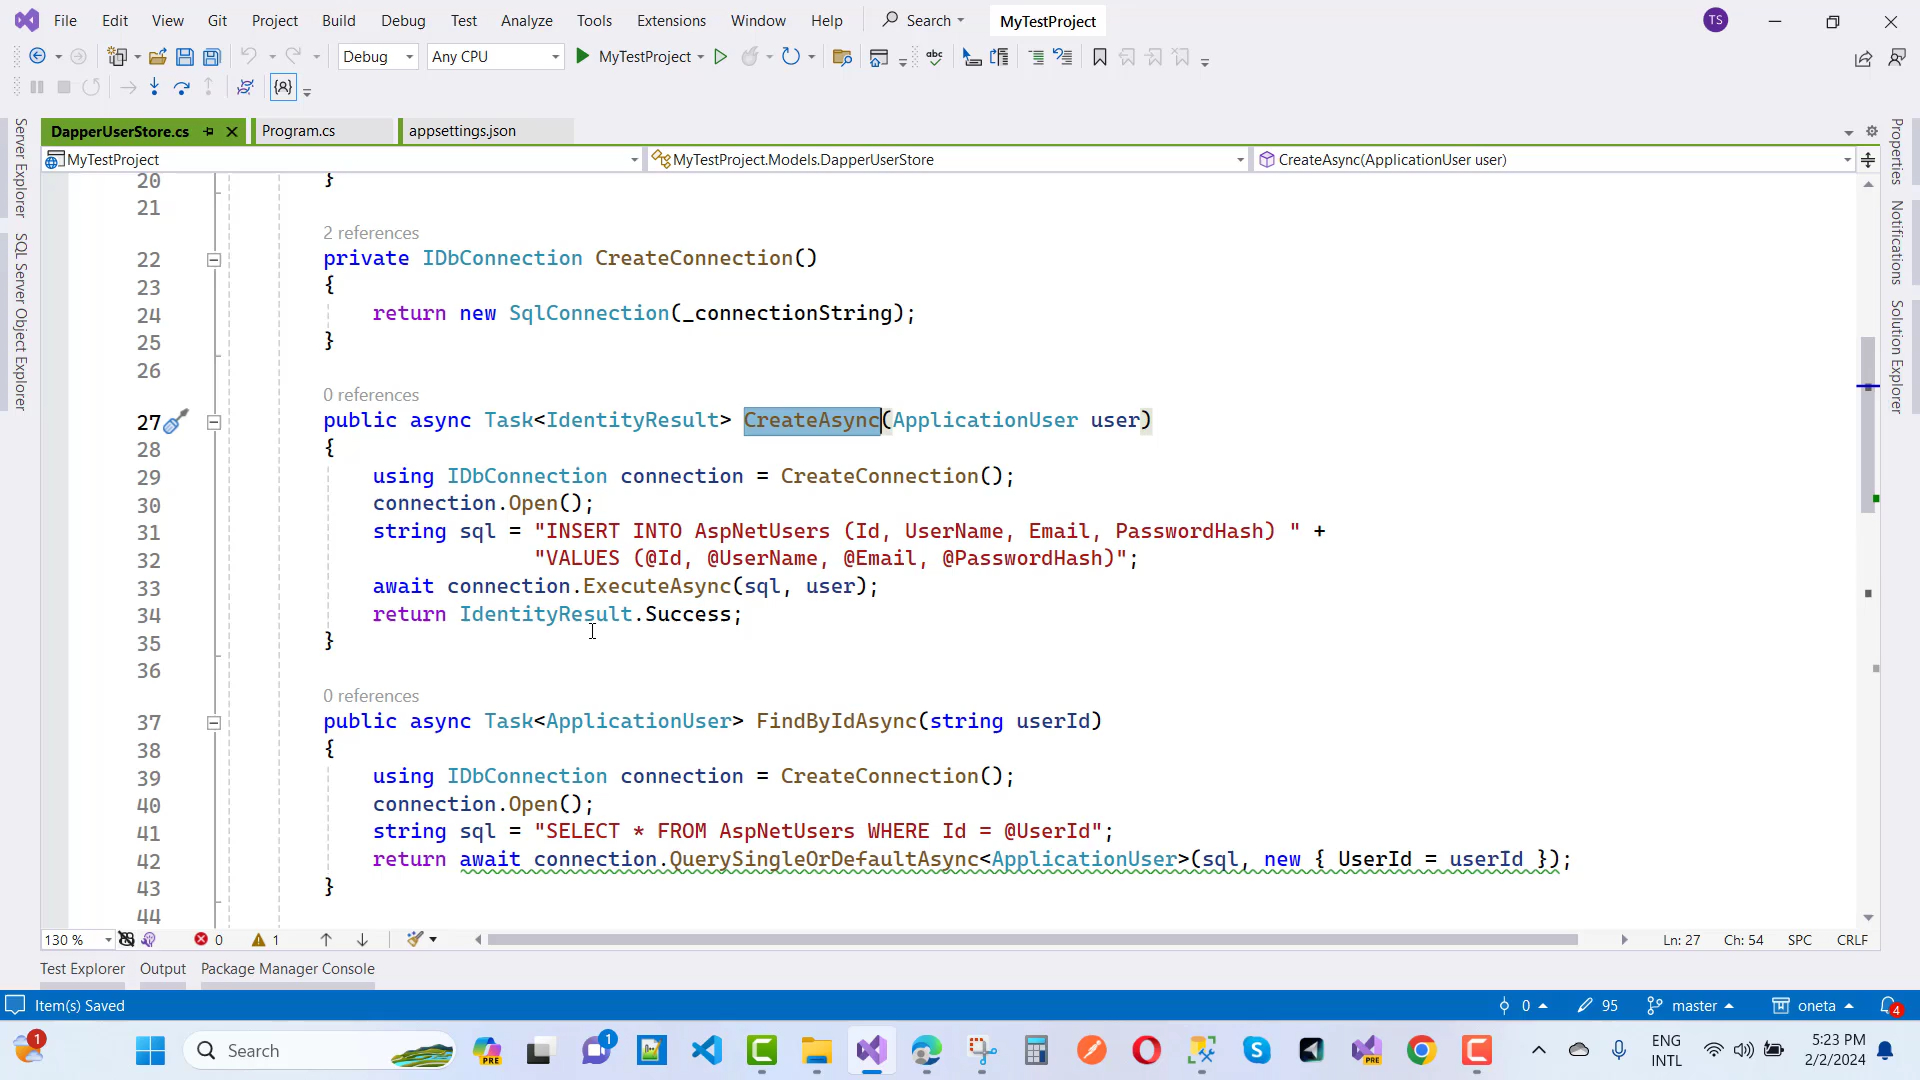 File Edit View Git Project Build Debug Test Analyze Tools Extensions Window Help Search MyTestProject TS
Debug Any CPU MyTestProject
DapperUserStore.cs Program.cs appsettings.json
MyTestProject MyTestProject.Models.DapperUserStore CreateAsync(ApplicationUser user)
Server Explorer
SQL Server Object Explorer
Properties
Notifications
Solution Explorer
20 }
21
2 references
22 private IDbConnection CreateConnection()
23 {
24 return new SqlConnection(_connectionString);
25 }
26
0 references
27 public async Task<IdentityResult> CreateAsync(ApplicationUser user)
28 {
29 using IDbConnection connection = CreateConnection();
30 connection.Open();
31 string sql = "INSERT INTO AspNetUsers (Id, UserName, Email, PasswordHash) " +
32 "VALUES (@Id, @UserName, @Email, @PasswordHash)";
33 await connection.ExecuteAsync(sql, user);
34 return IdentityResult.Success;
35 }
36
0 references
37 public async Task<ApplicationUser> FindByIdAsync(string userId)
38 {
39 using IDbConnection connection = CreateConnection();
40 connection.Open();
41 string sql = "SELECT * FROM AspNetUsers WHERE Id = @UserId";
42 return await connection.QuerySingleOrDefaultAsync<ApplicationUser>(sql, new { UserId = userId });
43 }
44
130 % 0 1 Ln: 27 Ch: 54 SPC CRLF
Test Explorer Output Package Manager Console
Item(s) Saved 0 95 master oneta 4
1 Search PRE 1 PRE ENG 5:23 PM
INTL 2/2/2024